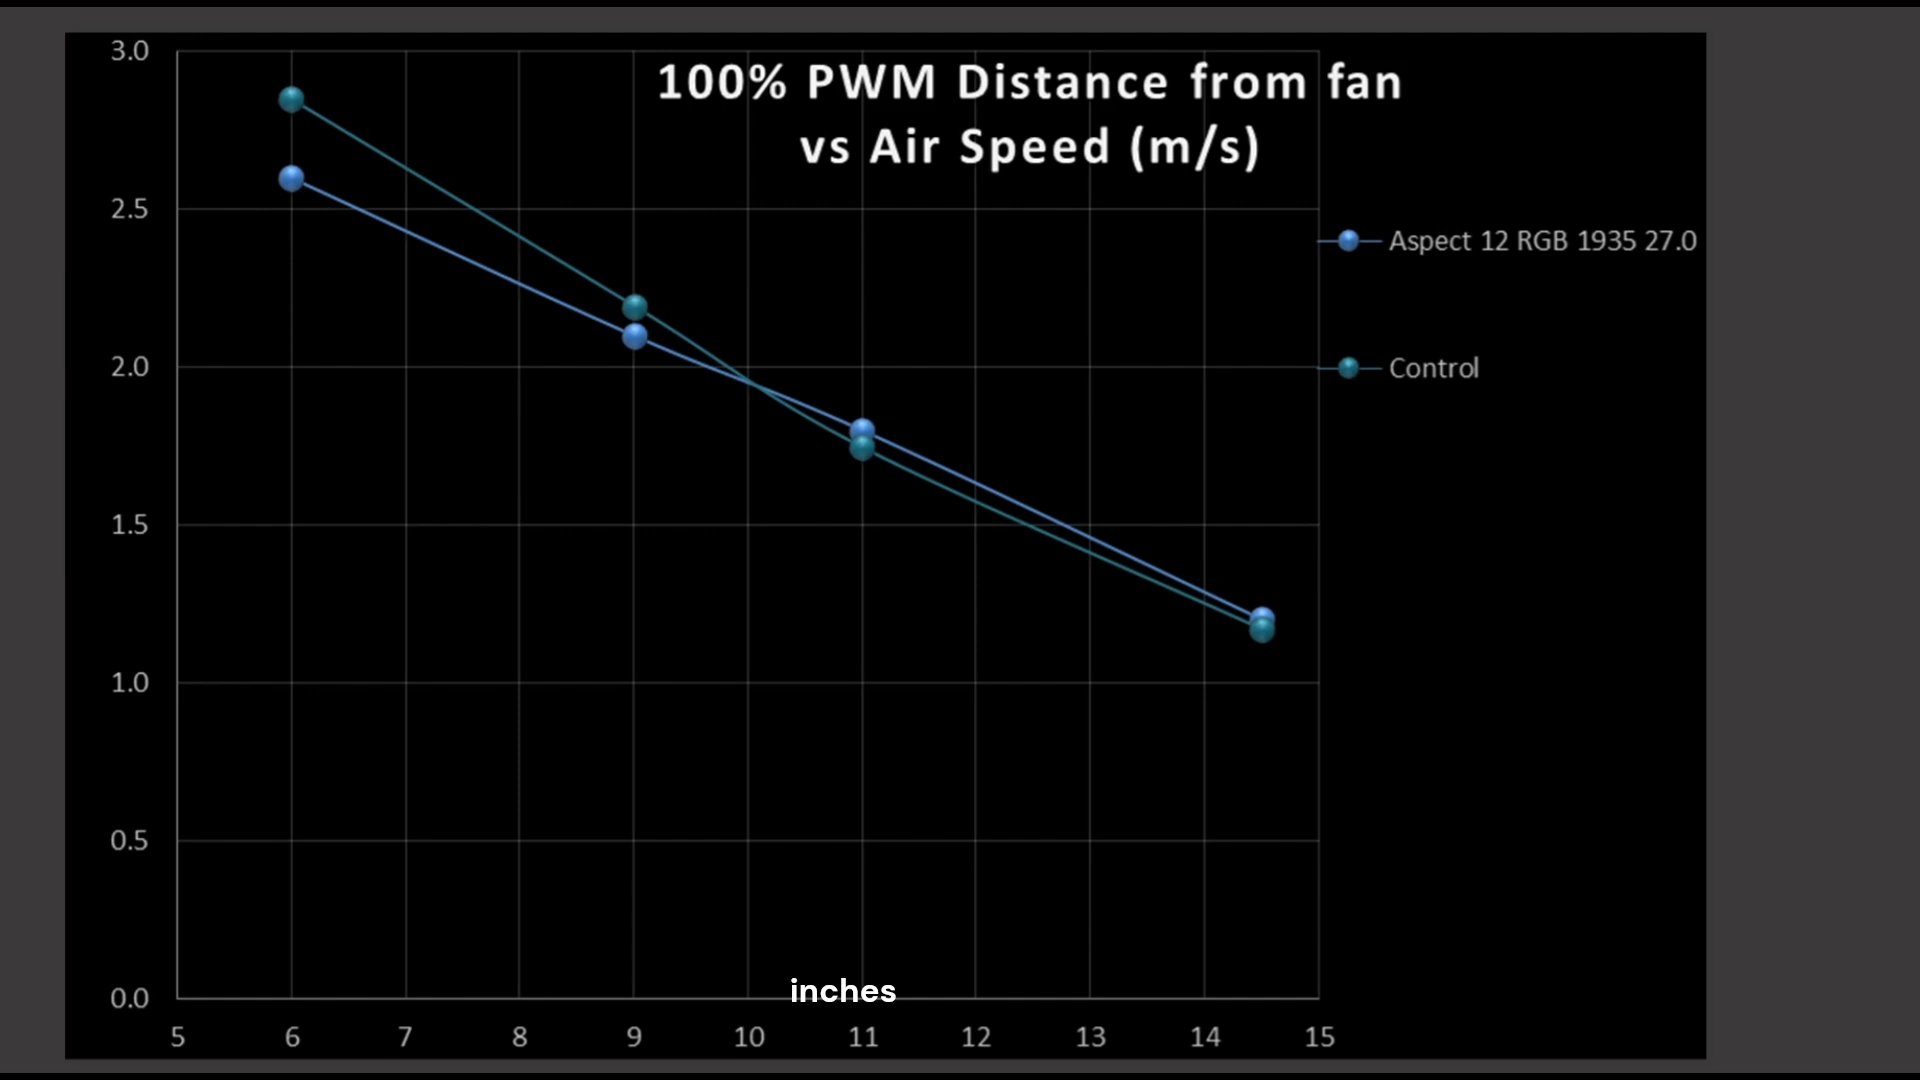 100% PWM Distance from fan
vs Air Speed (m/s)
3.0
2.5
2.0
1.5
1.0
0.5
0.0
Aspect 12 RGB 1935 27.0
Control
inches
5 6 7 8 9 10 11 12 13 14 15